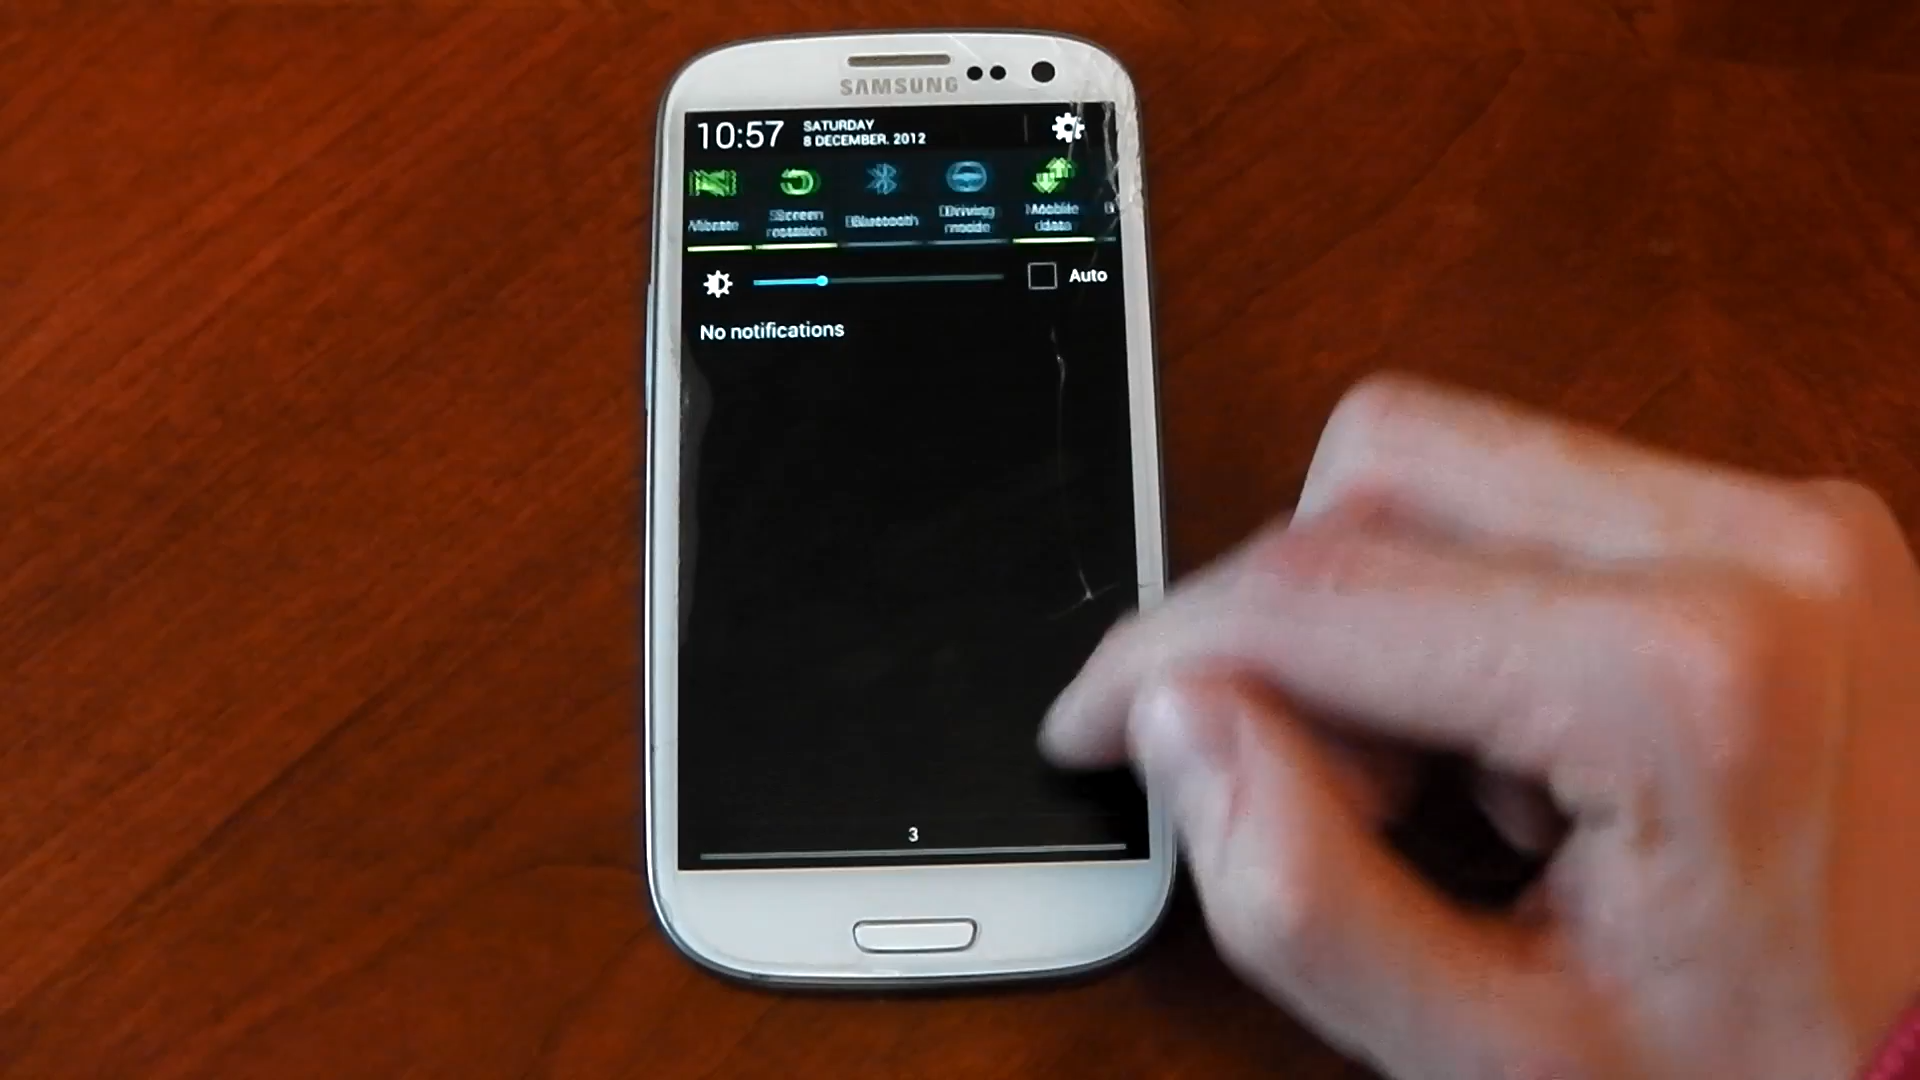 SAMSUNG
10:57
SATURDAY
8 DECEMBER. 2012
Vibrate
Screen
rotation
Bluetooth
Driving
mode
Mobile
data
Auto
No notifications
3